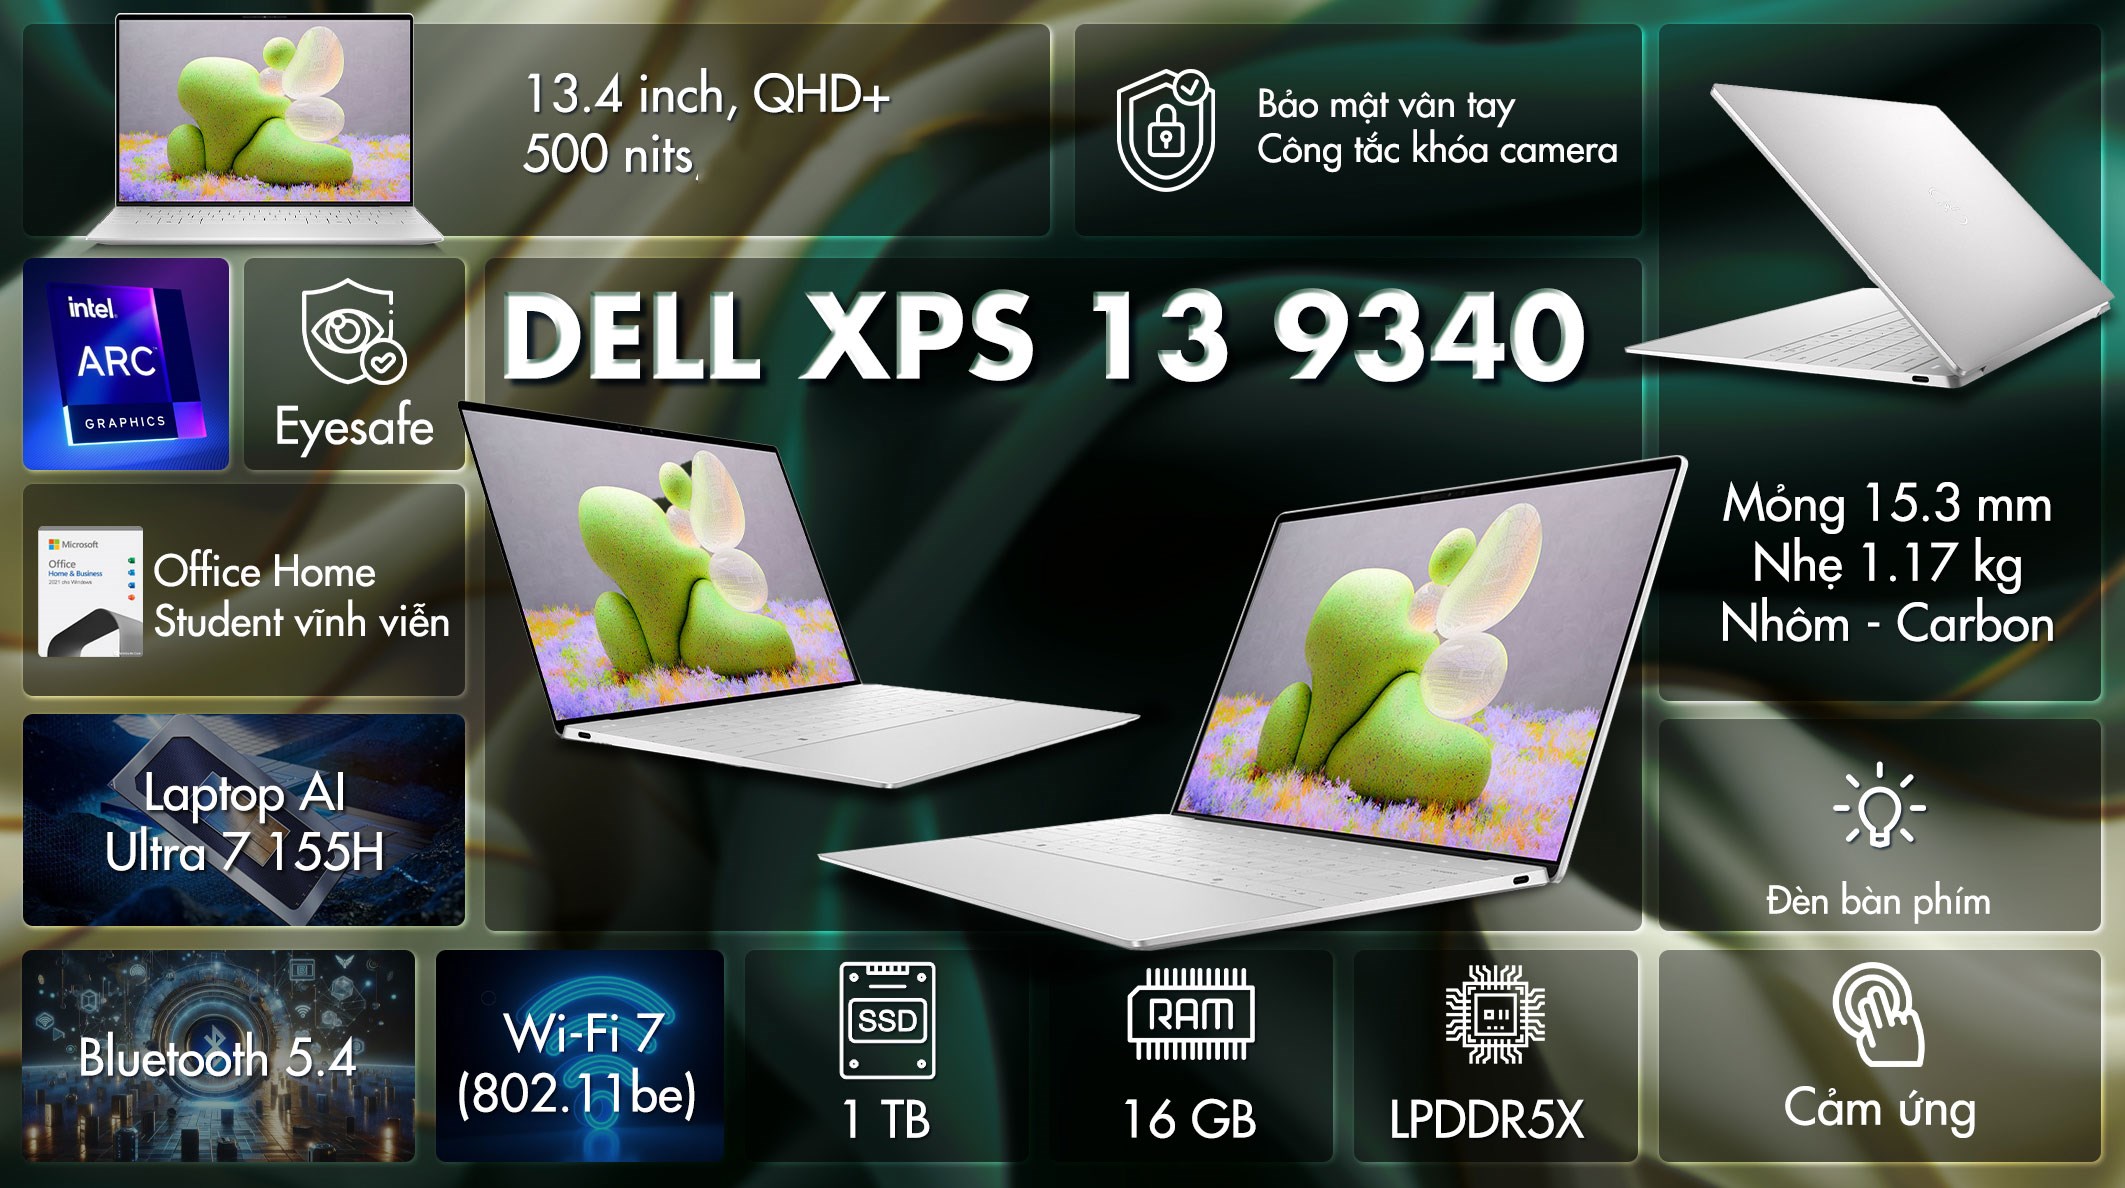 13.4 inch, QHD+
500 nits,
Bảo mật vân tay
Công tắc khóa camera
intel.
ARC
GRAPHICS
Eyesafe
DELL XPS 13 9340
Microsoft
Office
Home & Business
Office Home
Student vĩnh viễn
Mỏng 15.3 mm
Nhẹ 1.17 kg
Nhôm - Carbon
Laptop AI
Ultra 7 155H
Đèn bàn phím
Bluetooth 5.4
Wi-Fi 7
(802.11be)
SSD
1 TB
RAM
16 GB
LPDDR5X
Cảm ứng